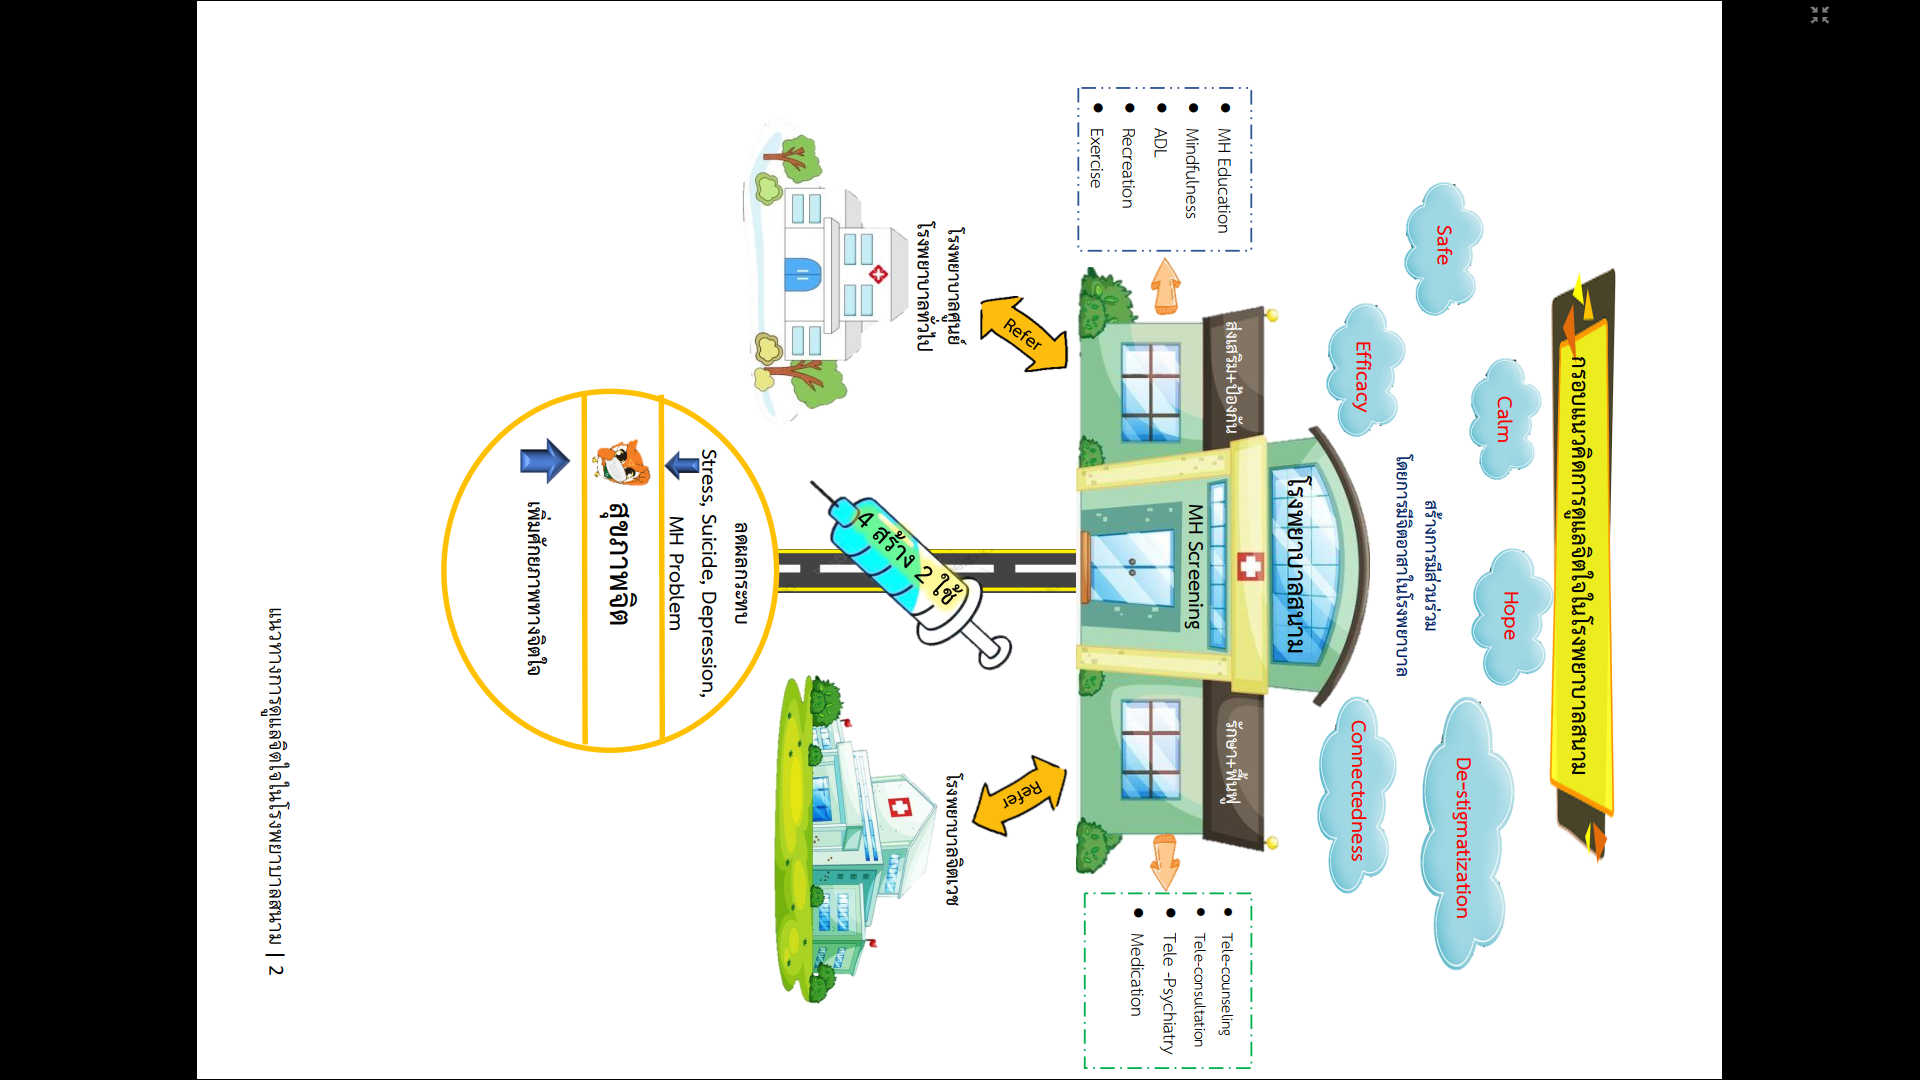 กรอบแนวคิดการดูแลจิตใจในโรงพยาบาลสนาม
Calm
Hope
De-stigmatization
Safe
Efficacy
Connectedness
สร้างการมีส่วนร่วม
โดยการมีจิตอาสาในโรงพยาบาล
โรงพยาบาลสนาม
ส่งเสริม+ป้องกัน
รักษา+ฟื้นฟู
MH Screening
• MH Education
• Mindfulness
• ADL
• Recreation
• Exercise
• Tele-counseling
• Tele-consultation
• Tele -Psychiatry
• Medication
Refer
Refer
โรงพยาบาลศูนย์
โรงพยาบาลทั่วไป
4 สร้าง 2 ใช้
โรงพยาบาลจิตเวช
ลดผลกระทบ
Stress, Suicide, Depression,
MH Problem
สุขภาพจิต
เพิ่มศักยภาพทางจิตใจ
แนวทางการดูแลจิตใจในโรงพยาบาลสนาม | 2